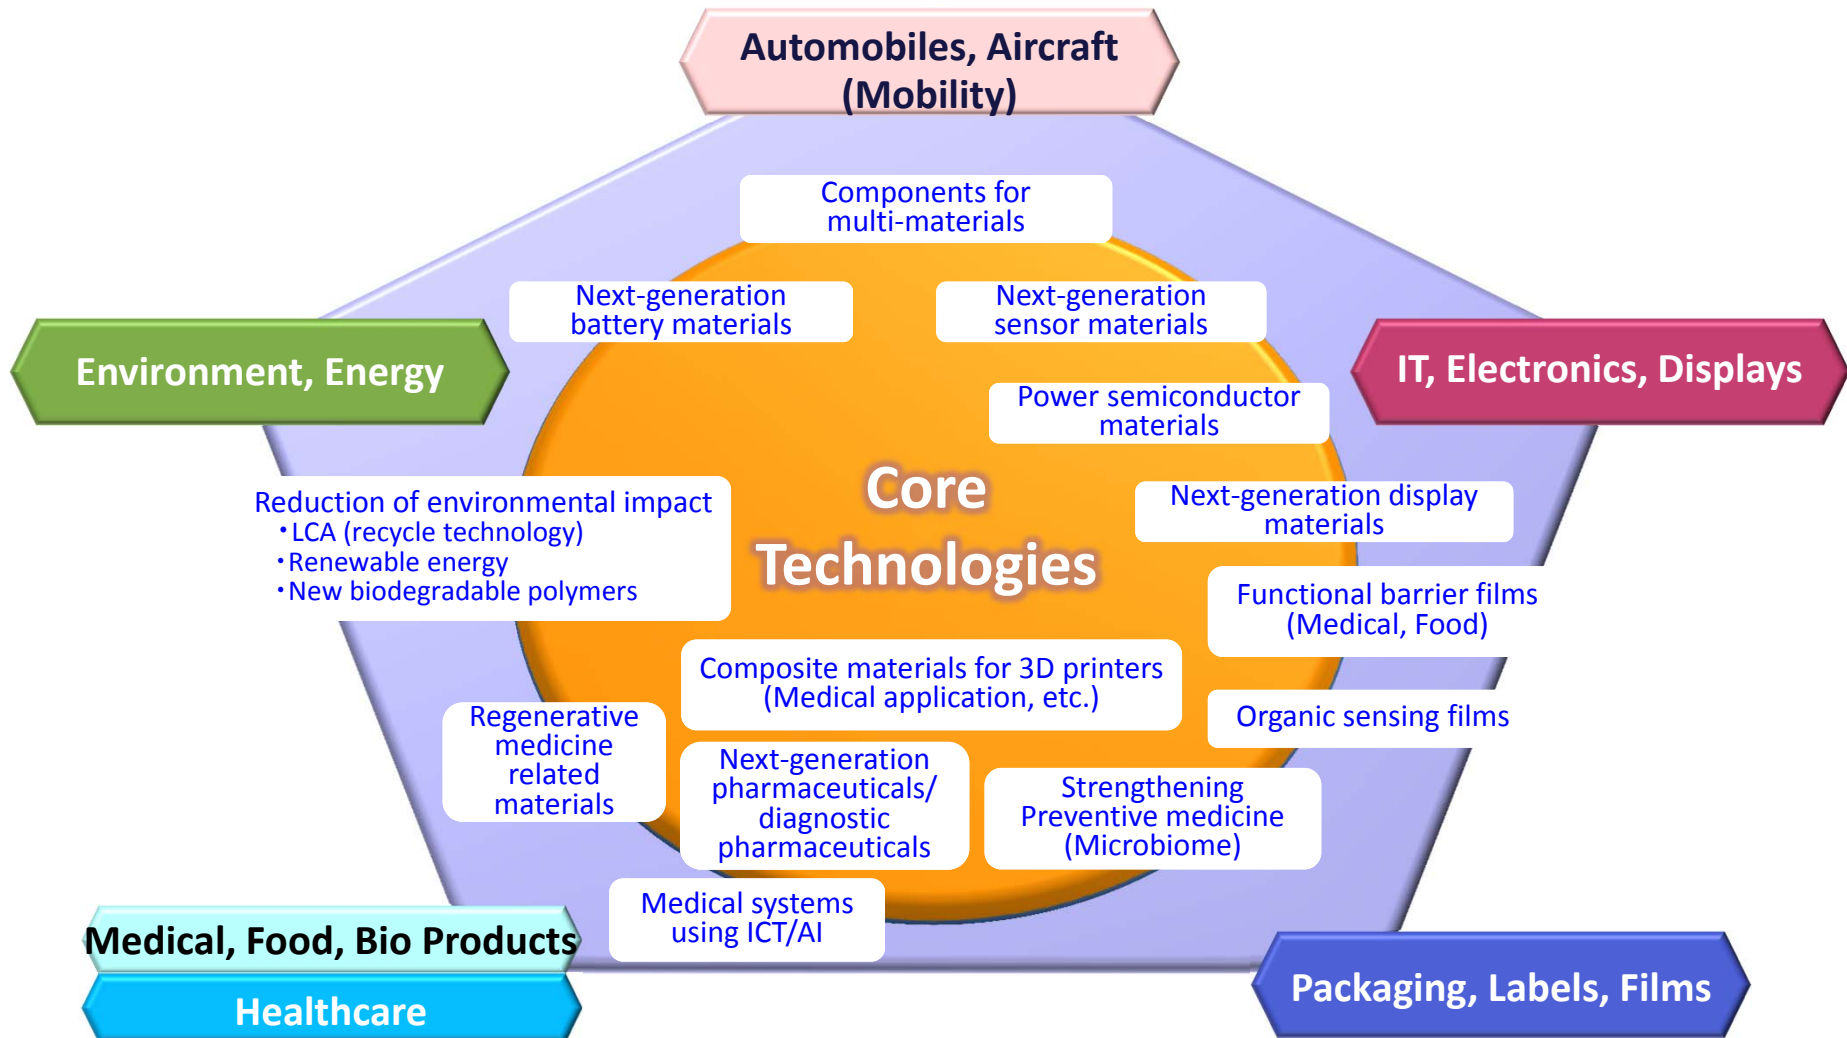 Automobiles, Aircraft
(Mobility)
Components for
multi-materials
Next-generation
battery materials
Next-generation
sensor materials
Environment, Energy
IT, Electronics, Displays
Power semiconductor
materials
Core
Technologies
Reduction of environmental impact
・LCA (recycle technology)
・Renewable energy
・New biodegradable polymers
Next-generation display
materials
Functional barrier films
(Medical, Food)
Composite materials for 3D printers
(Medical application, etc.)
Organic sensing films
Regenerative
medicine
related
materials
Next-generation
pharmaceuticals/
diagnostic
pharmaceuticals
Strengthening
Preventive medicine
(Microbiome)
Medical systems
using ICT/AI
Medical, Food, Bio Products
Healthcare
Packaging, Labels, Films